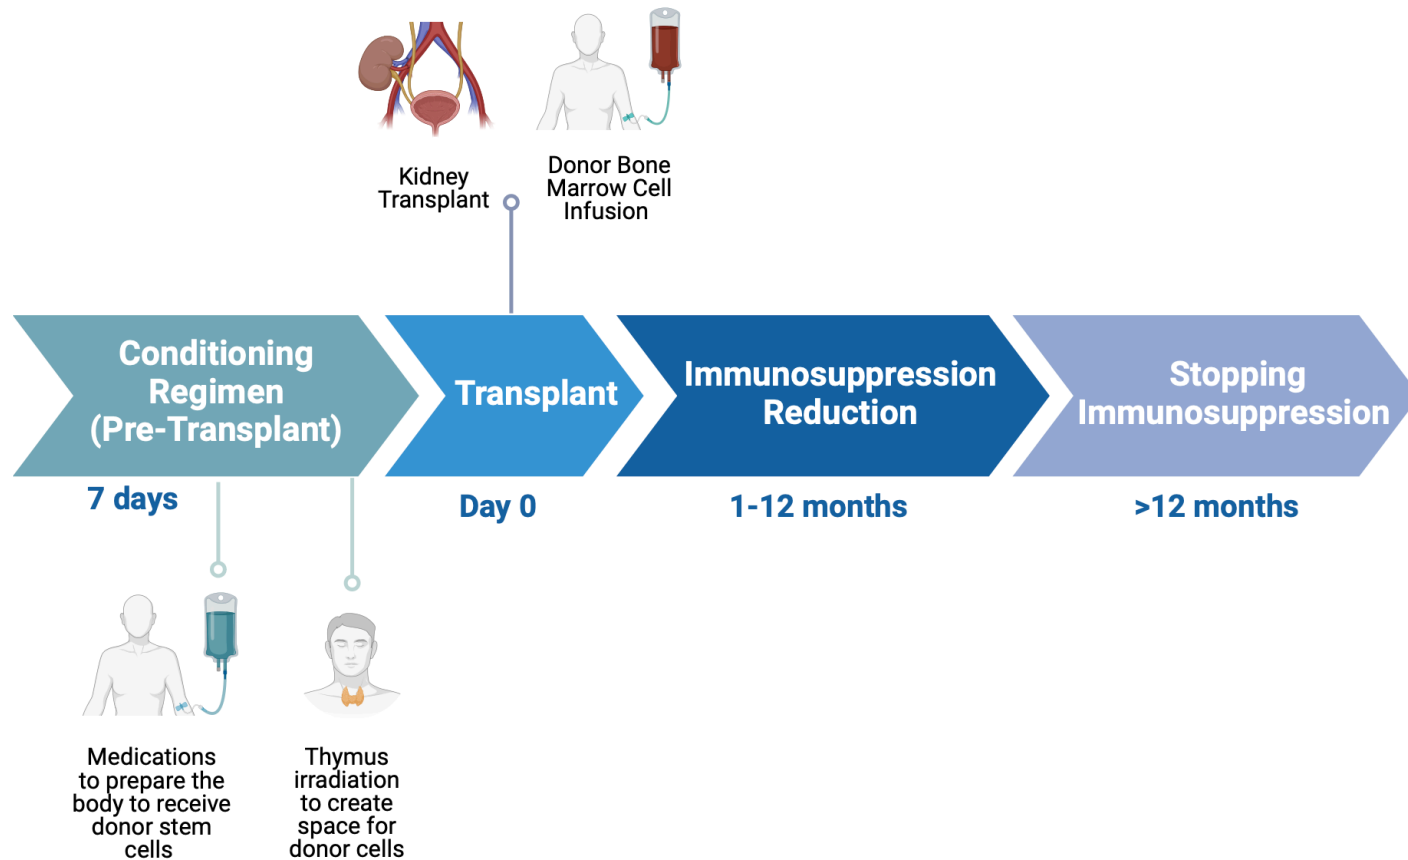 Kidney
Transplant
Donor Bone
Marrow Cell
Infusion
Conditioning
Regimen
(Pre-Transplant)
Transplant
Immunosuppression
Reduction
Stopping
Immunosuppression
7 days
Day 0
1-12 months
>12 months
Medications
to prepare the
body to receive
donor stem
cells
Thymus
irradiation
to create
space for
donor cells